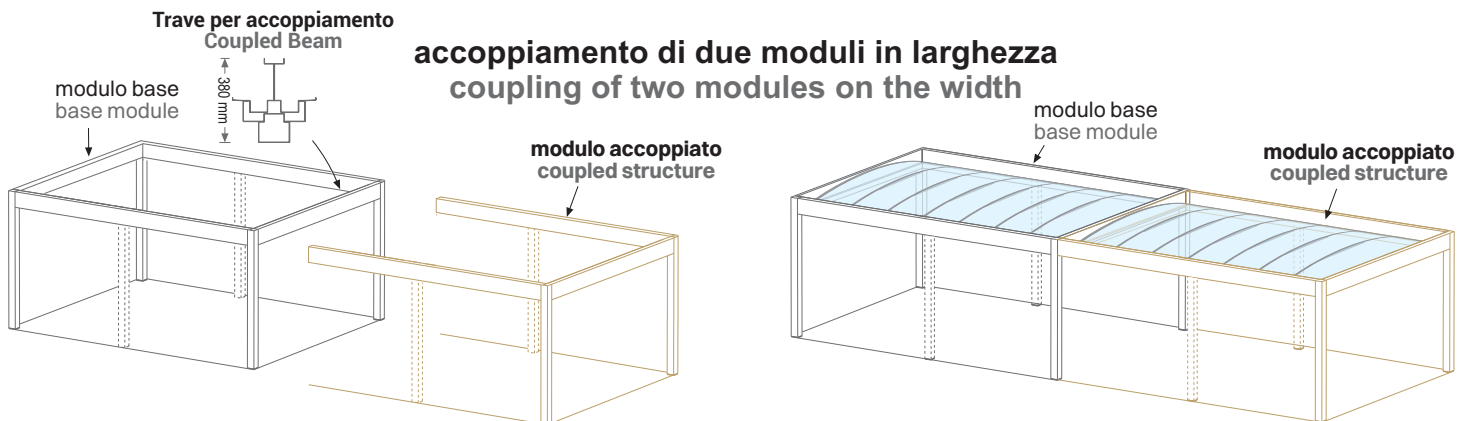 Trave per accoppiamento
Coupled Beam
380 mm
accoppiamento di due moduli in larghezza
coupling of two modules on the width
modulo base
base module
modulo accoppiato
coupled structure
modulo base
base module
modulo accoppiato
coupled structure